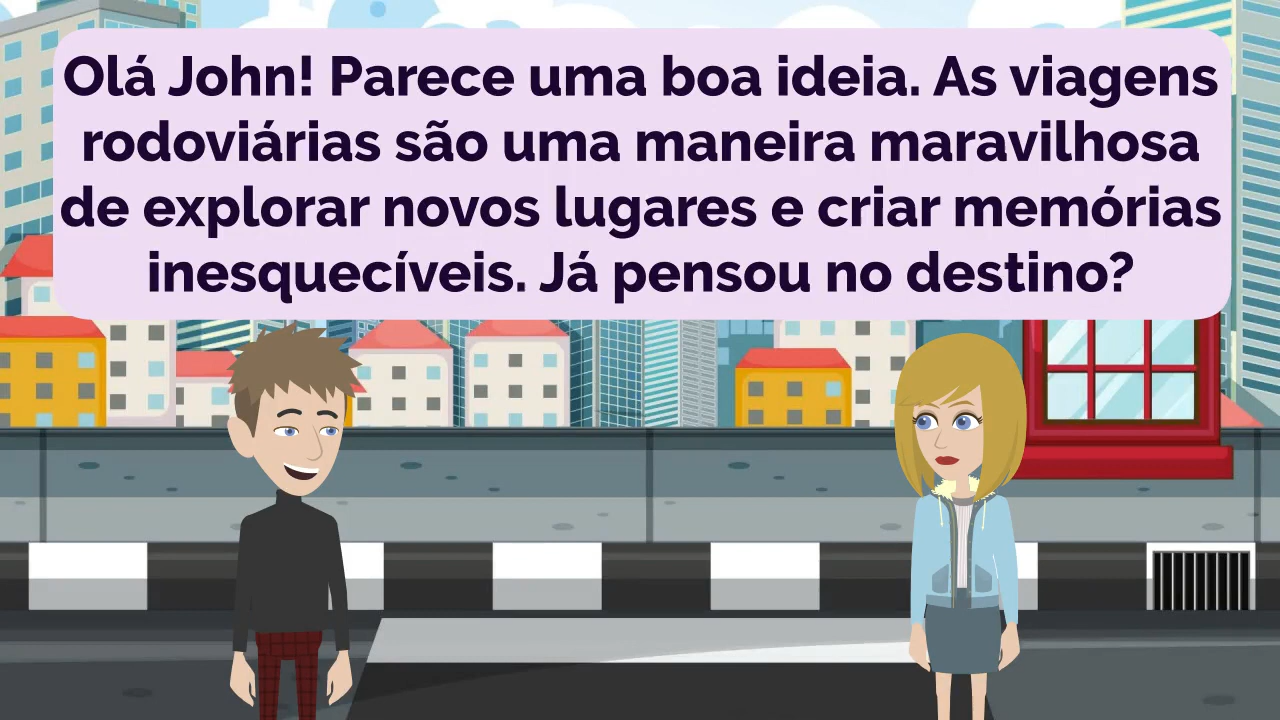 Olá John! Parece uma boa ideia. As viagens
rodoviárias são uma maneira maravilhosa
de explorar novos lugares e criar memórias
inesquecíveis. Já pensou no destino?